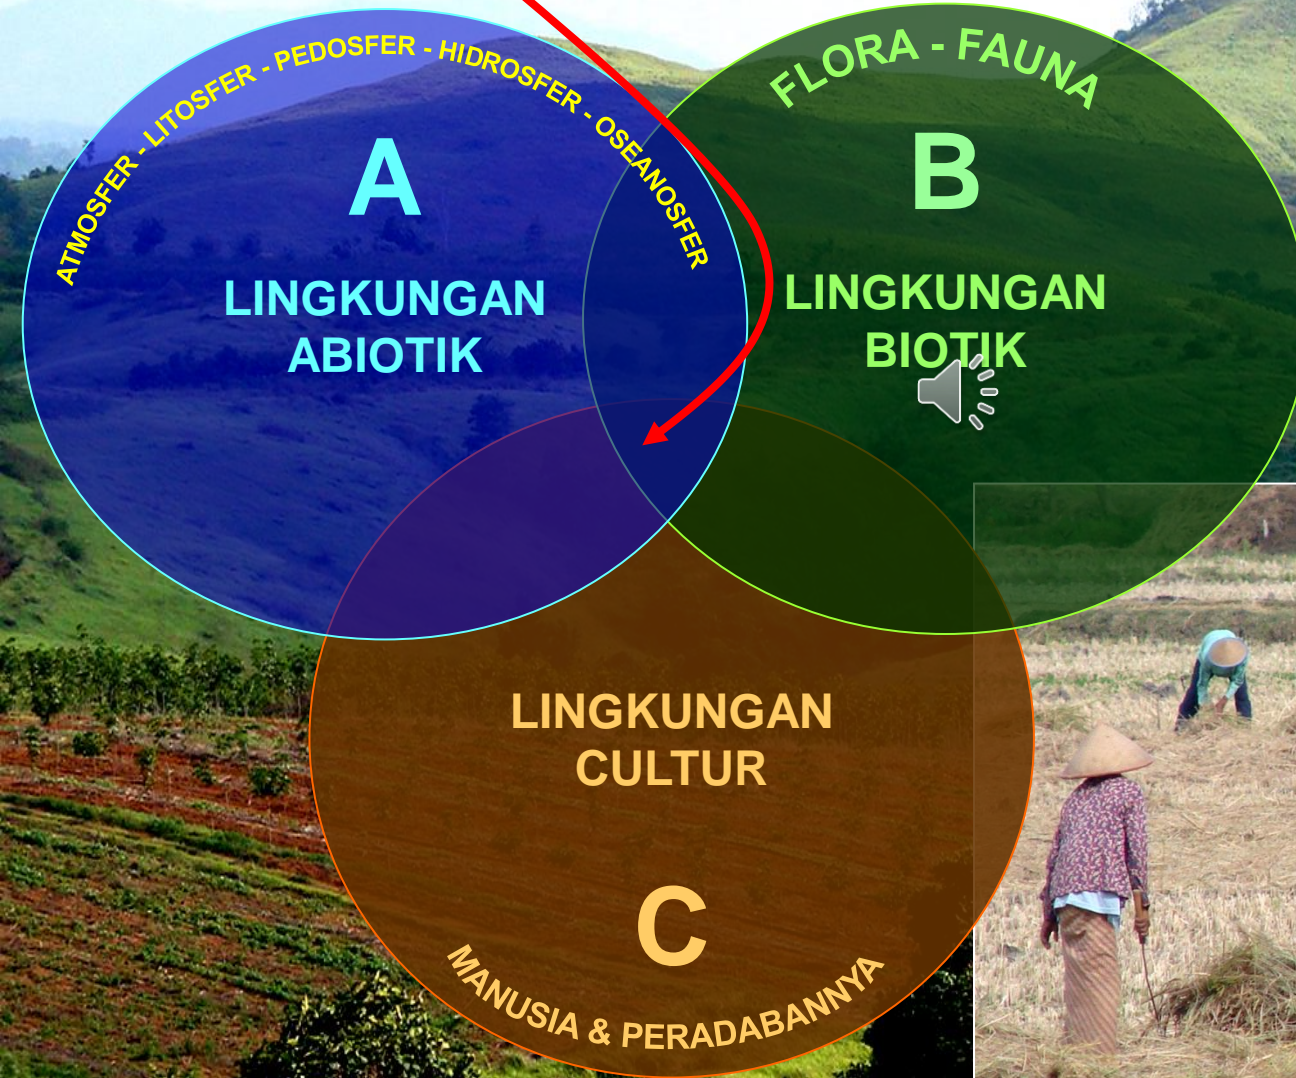 ATMOSFER - LITOSFER - PEDOSFER - HIDROSFER - OSEANOSFER
A
LINGKUNGAN
ABIOTIK
FLORA - FAUNA
B
LINGKUNGAN
BIOTIK
LINGKUNGAN
CULTUR
C
MANUSIA & PERADABANNYA